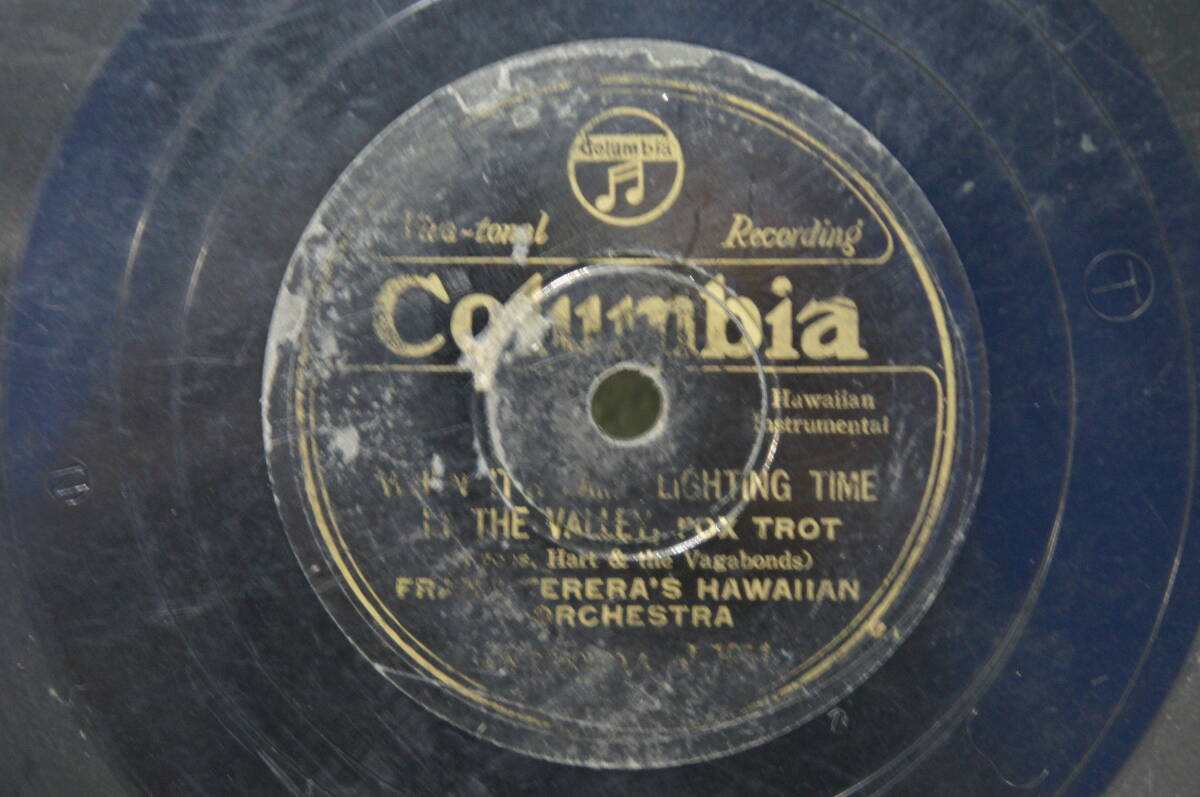 Columbia
Viva-tonal Recording
Columbia
Hawaiian
Instrumental
LIGHTING TIME
THE VALLEY, FOX TROT
Hart & the Vagabonds)
HAWAIIAN
ORCHESTRA
T